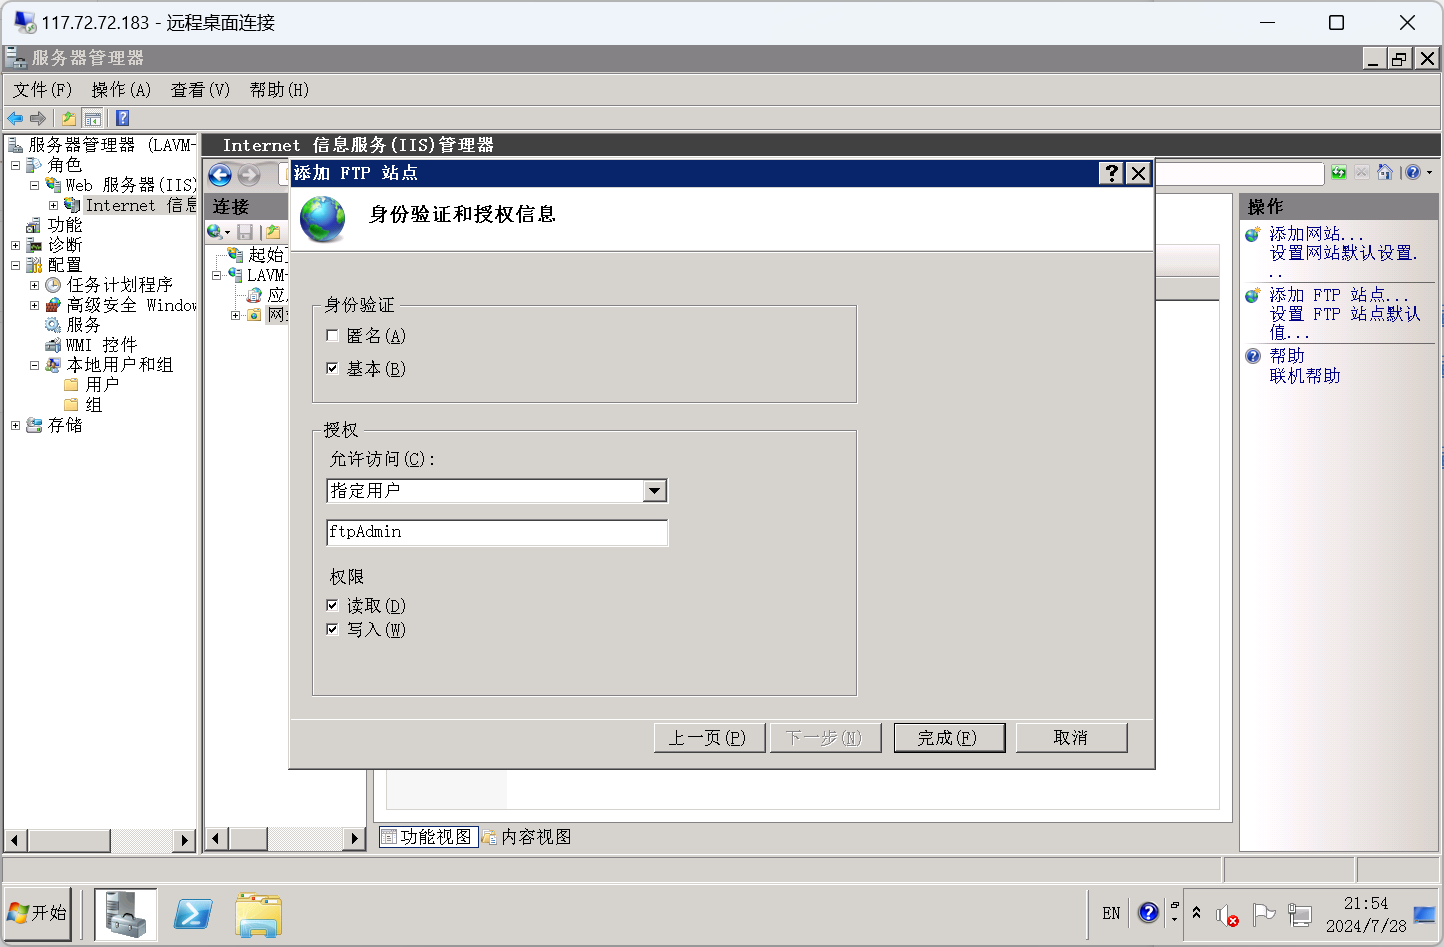 117.72.72.183 - 远程桌面连接
服务器管理器
文件(F) 操作(A) 查看(V) 帮助(H)
服务器管理器 (LAVM-
角色
Web 服务器(IIS)
Internet 信息
功能
诊断
配置
任务计划程序
高级安全 Window
服务
WMI 控件
本地用户和组
用户
组
存储
Internet 信息服务(IIS)管理器
连接
起始
LAVM-
应
网
添加 FTP 站点
身份验证和授权信息
身份验证
匿名(A)
基本(B)
授权
允许访问(C):
指定用户
ftpAdmin
权限
读取(D)
写入(W)
上一页(P) 下一步(N) 完成(F) 取消
功能视图 内容视图
操作
添加网站...
设置网站默认设置.
..
添加 FTP 站点...
设置 FTP 站点默认
值...
帮助
联机帮助
开始
EN
21:54
2024/7/28